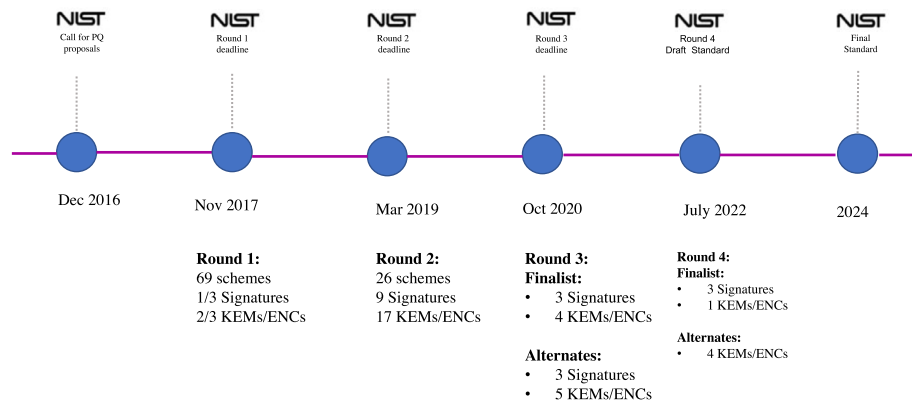 NIST
Call for PQ
proposals
NIST
Round 1
deadline
NIST
Round 2
deadline
NIST
Round 3
deadline
NIST
Round 4
Draft Standard
NIST
Final
Standard
Dec 2016
Nov 2017
Mar 2019
Oct 2020
July 2022
2024
Round 1:
69 schemes
1/3 Signatures
2/3 KEMs/ENCs
Round 2:
26 schemes
9 Signatures
17 KEMs/ENCs
Round 3:
Finalist:
• 3 Signatures
• 4 KEMs/ENCs
Alternates:
• 3 Signatures
• 5 KEMs/ENCs
Round 4:
Finalist:
• 3 Signatures
• 1 KEMs/ENCs
Alternates:
• 4 KEMs/ENCs